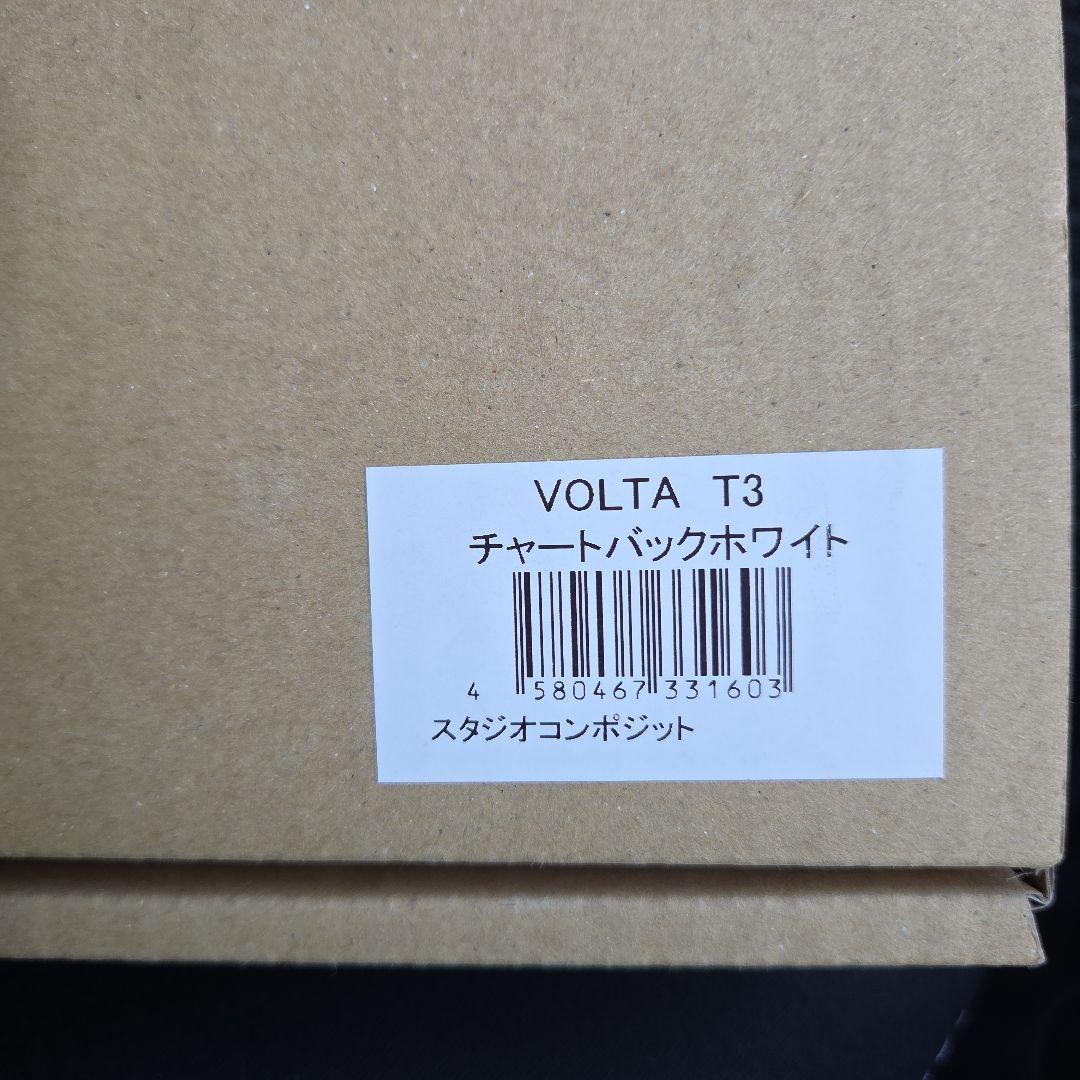 VOLTA T3
チャートバックホワイト
4 580467 331603
スタジオコンポジット